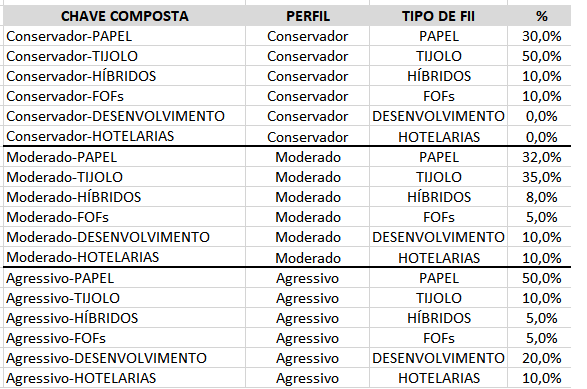 CHAVE COMPOSTA PERFIL TIPO DE FII %
Conservador-PAPEL Conservador PAPEL 30,0%
Conservador-TIJOLO Conservador TIJOLO 50,0%
Conservador-HÍBRIDOS Conservador HÍBRIDOS 10,0%
Conservador-FOFs Conservador FOFs 10,0%
Conservador-DESENVOLVIMENTO Conservador DESENVOLVIMENTO 0,0%
Conservador-HOTELARIAS Conservador HOTELARIAS 0,0%
Moderado-PAPEL Moderado PAPEL 32,0%
Moderado-TIJOLO Moderado TIJOLO 35,0%
Moderado-HÍBRIDOS Moderado HÍBRIDOS 8,0%
Moderado-FOFs Moderado FOFs 5,0%
Moderado-DESENVOLVIMENTO Moderado DESENVOLVIMENTO 10,0%
Moderado-HOTELARIAS Moderado HOTELARIAS 10,0%
Agressivo-PAPEL Agressivo PAPEL 50,0%
Agressivo-TIJOLO Agressivo TIJOLO 10,0%
Agressivo-HÍBRIDOS Agressivo HÍBRIDOS 5,0%
Agressivo-FOFs Agressivo FOFs 5,0%
Agressivo-DESENVOLVIMENTO Agressivo DESENVOLVIMENTO 20,0%
Agressivo-HOTELARIAS Agressivo HOTELARIAS 10,0%